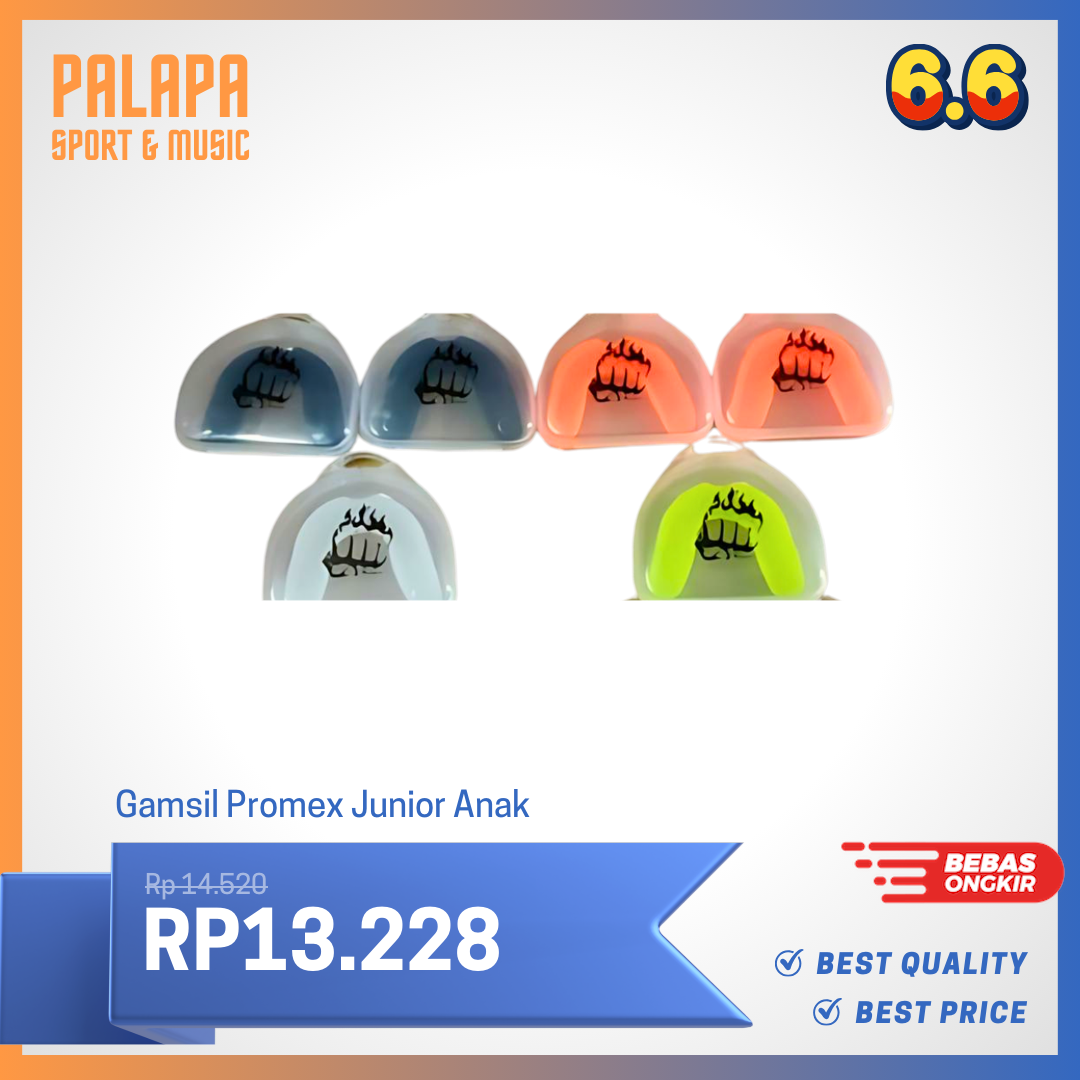 PALAPA
SPORT & MUSIC
6.6
Gamsil Promex Junior Anak
Rp 14.520
RP13.228
BEBAS
ONGKIR
BEST QUALITY
BEST PRICE